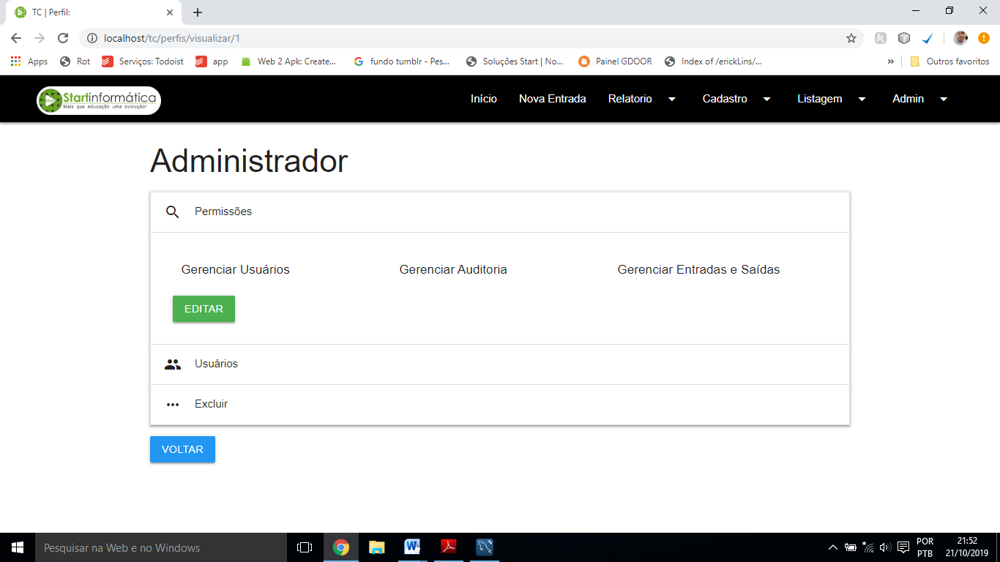 TC | Perfil:
localhost/tc/perfis/visualizar/1
Apps Rot Serviços: Todoist app Web 2 Apk: Create... fundo tumblr - Pes... Soluções Start | No... Painel GDOOR Index of /erickLins/... » Outros favoritos
Startinformática
Mais que educação uma evolução!
Início Nova Entrada Relatorio Cadastro Listagem Admin
Administrador
Permissões
Gerenciar Usuários Gerenciar Auditoria Gerenciar Entradas e Saídas
EDITAR
Usuários
Excluir
VOLTAR
Pesquisar na Web e no Windows
POR
PTB
21:52
21/10/2019